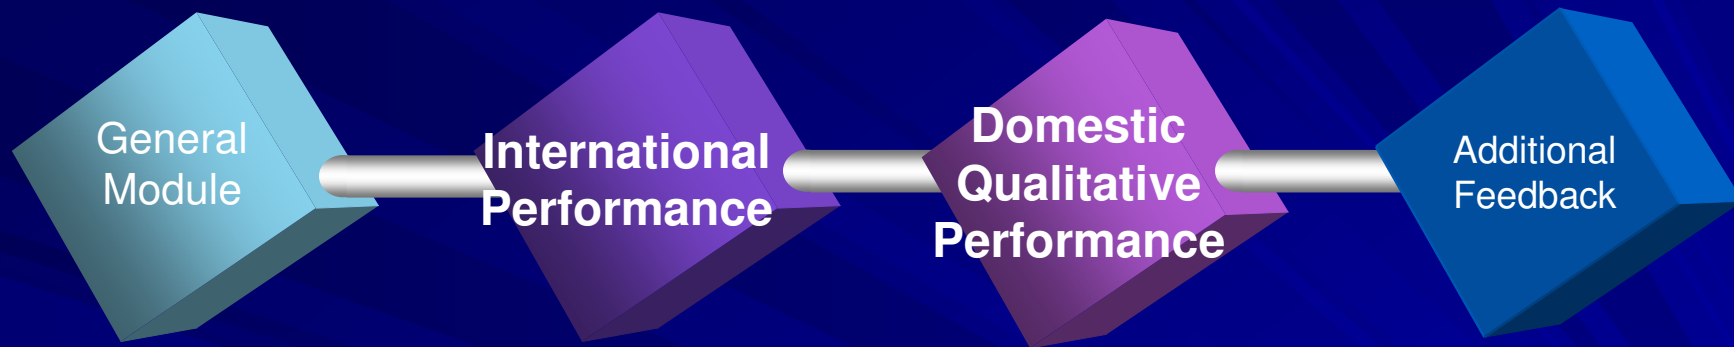 General
Module
International
Performance
Domestic
Qualitative
Performance
Additional
Feedback